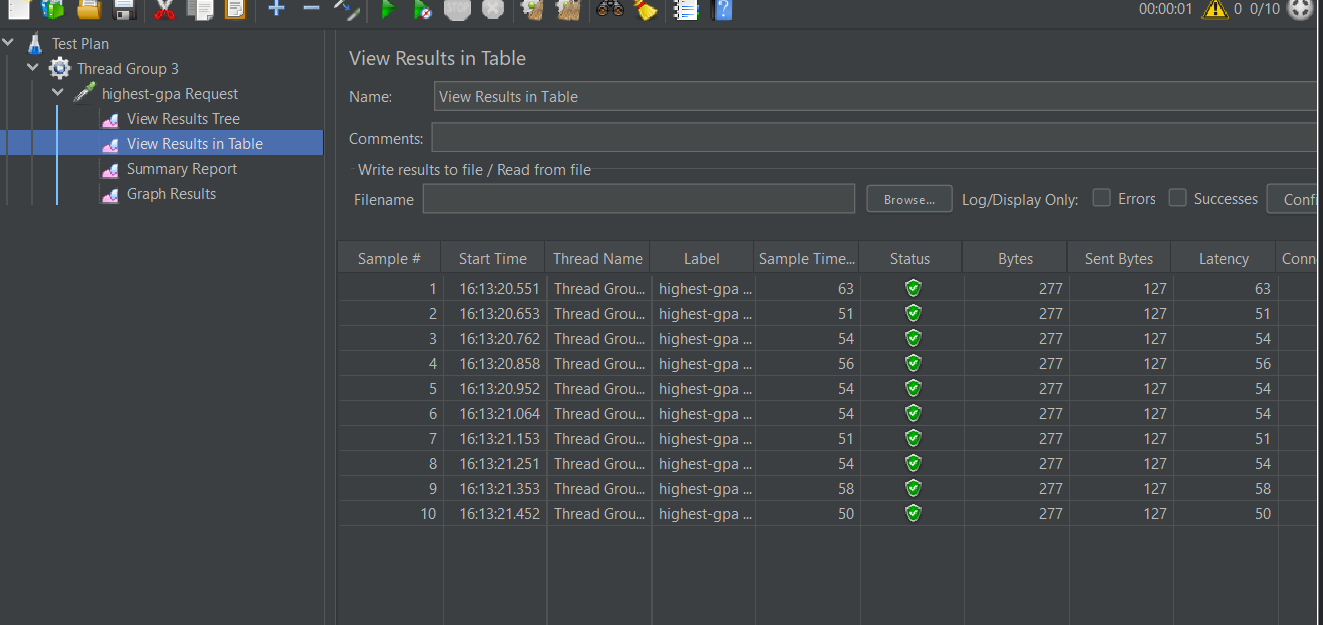 STOP
00:00:01 0 0/10
Test Plan
Thread Group 3
highest-gpa Request
View Results Tree
View Results in Table
Summary Report
Graph Results
View Results in Table
Name: View Results in Table
Comments:
Write results to file / Read from file
Filename Browse... Log/Display Only: Errors Successes Confi
Sample # Start Time Thread Name Label Sample Time... Status Bytes Sent Bytes Latency Conn
1 16:13:20.551 Thread Grou... highest-gpa ... 63 277 127 63
2 16:13:20.653 Thread Grou... highest-gpa ... 51 277 127 51
3 16:13:20.762 Thread Grou... highest-gpa ... 54 277 127 54
4 16:13:20.858 Thread Grou... highest-gpa ... 56 277 127 56
5 16:13:20.952 Thread Grou... highest-gpa ... 54 277 127 54
6 16:13:21.064 Thread Grou... highest-gpa ... 54 277 127 54
7 16:13:21.153 Thread Grou... highest-gpa ... 51 277 127 51
8 16:13:21.251 Thread Grou... highest-gpa ... 54 277 127 54
9 16:13:21.353 Thread Grou... highest-gpa ... 58 277 127 58
10 16:13:21.452 Thread Grou... highest-gpa ... 50 277 127 50